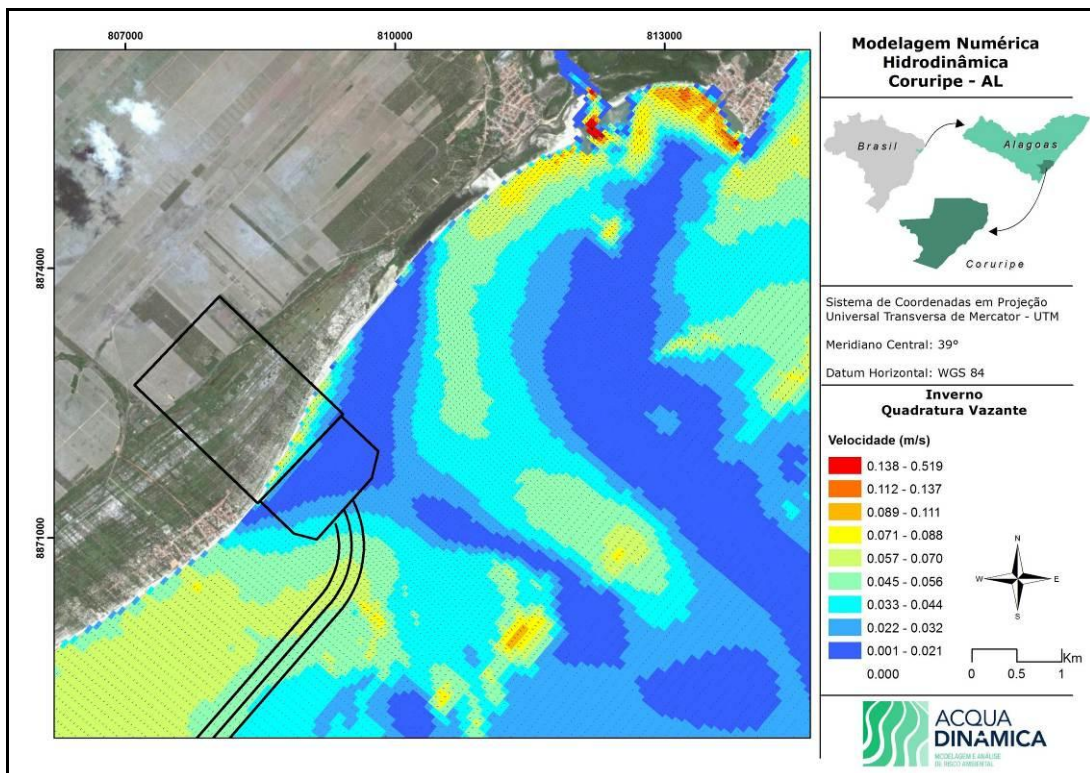 807000
810000
813000
8874000
8871000
Modelagem Numérica
Hidrodinâmica
Coruripe - AL
Brasil
Alagoas
Coruripe
Sistema de Coordenadas em Projeção
Universal Transversa de Mercator - UTM
Meridiano Central: 39°
Datum Horizontal: WGS 84
Inverno
Quadratura Vazante
Velocidade (m/s)
0.138 - 0.519
0.112 - 0.137
0.089 - 0.111
0.071 - 0.088
0.057 - 0.070
0.045 - 0.056
0.033 - 0.044
0.022 - 0.032
0.001 - 0.021
0.000
N
W
E
S
Km
0 0.5 1
ACQUA
DINÂMICA
MODELAGEM E ANÁLISE
DE RISCO AMBIENTAL